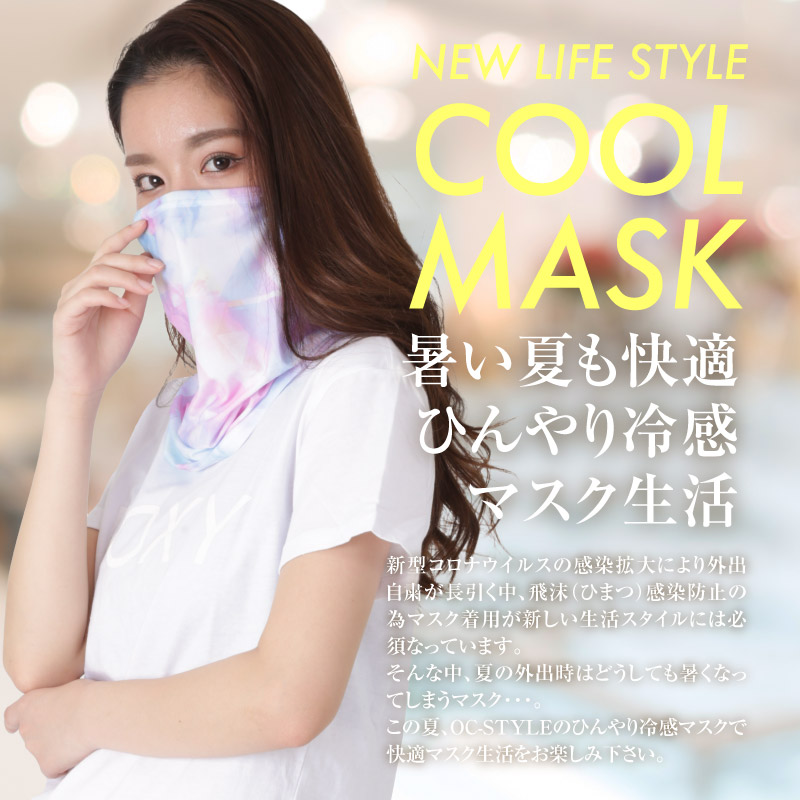 NEW LIFE STYLE
COOL
MASK
暑い夏も快適
ひんやり冷感
マスク生活
OXY
新型コロナウイルスの感染拡大により外出
自粛が長引く中、飛沫（ひまつ）感染防止の
為マスク着用が新しい生活スタイルには必
須なっています。
そんな中、夏の外出時はどうしても暑くなっ
てしまうマスク・・・。
この夏、OC-STYLEのひんやり冷感マスクで
快適マスク生活をお楽しみ下さい。